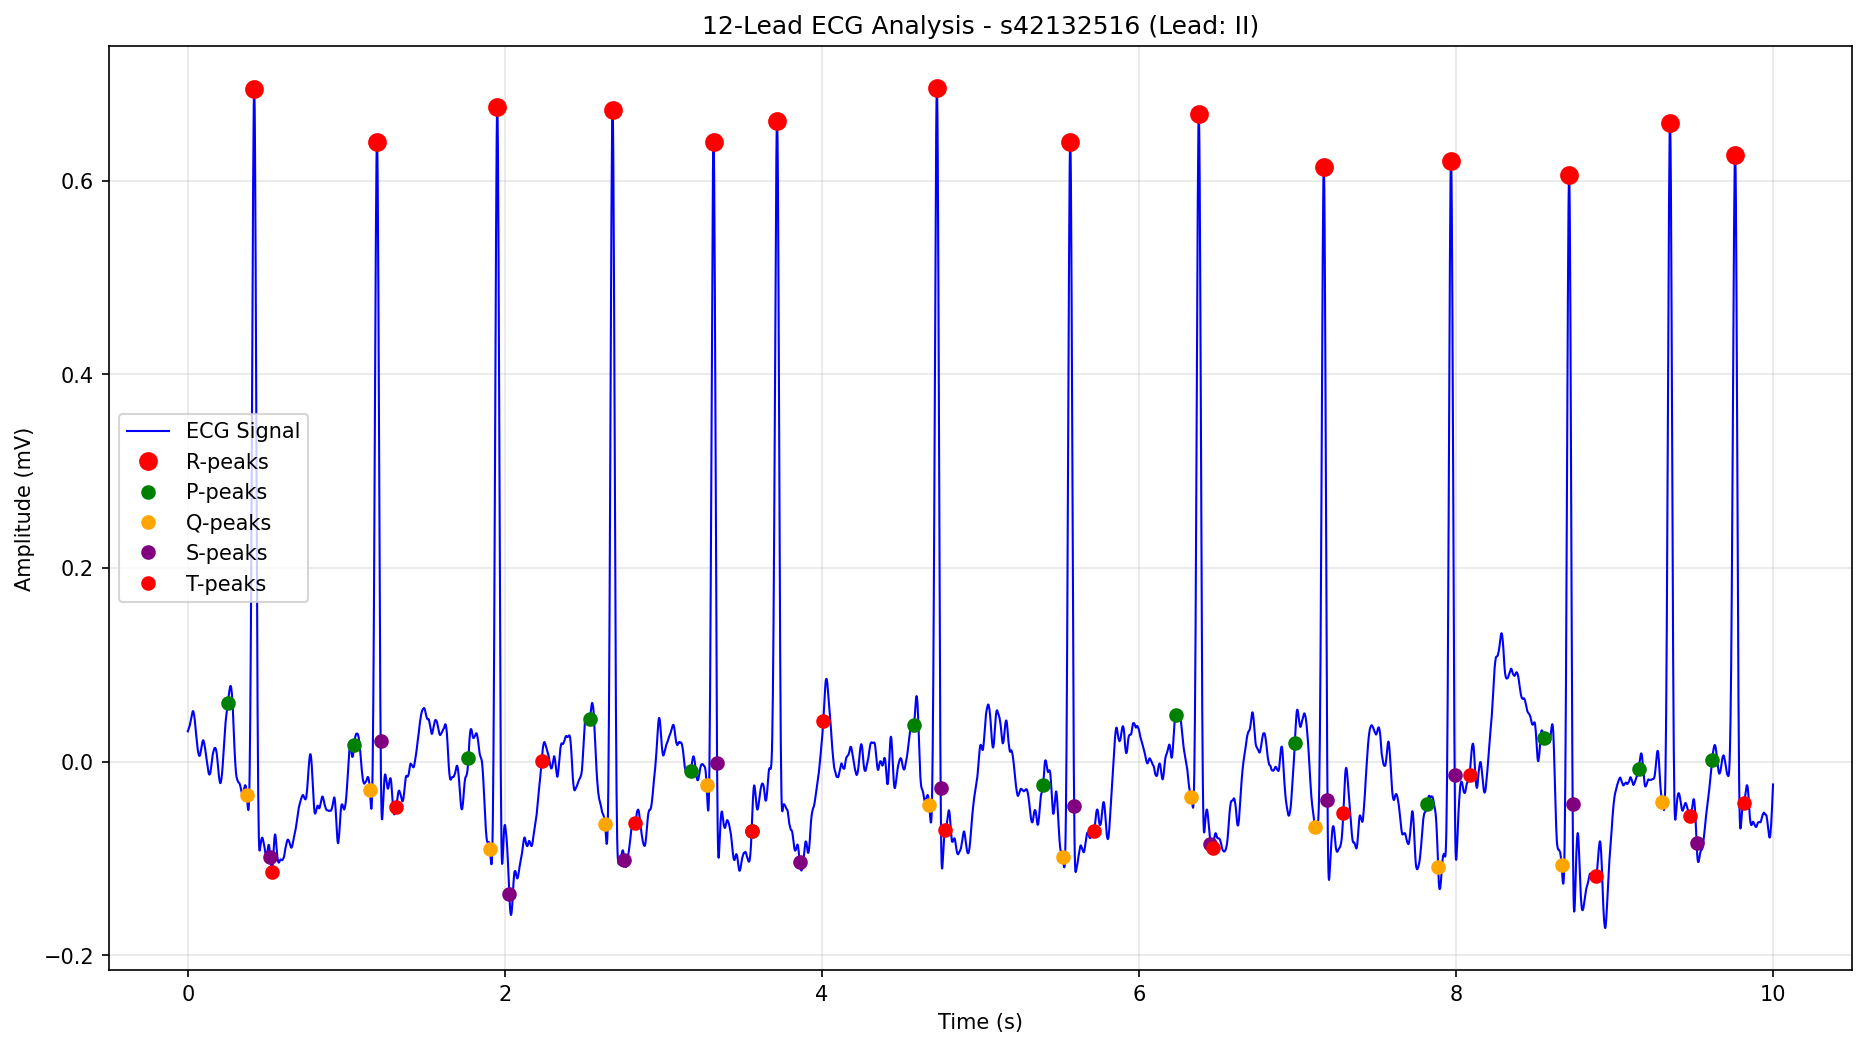 12-Lead ECG Analysis - s42132516 (Lead: II)
Amplitude (mV)
0.6
0.4
0.2
0.0
−0.2
ECG Signal
R-peaks
P-peaks
Q-peaks
S-peaks
T-peaks
0 2 4 6 8 10
Time (s)